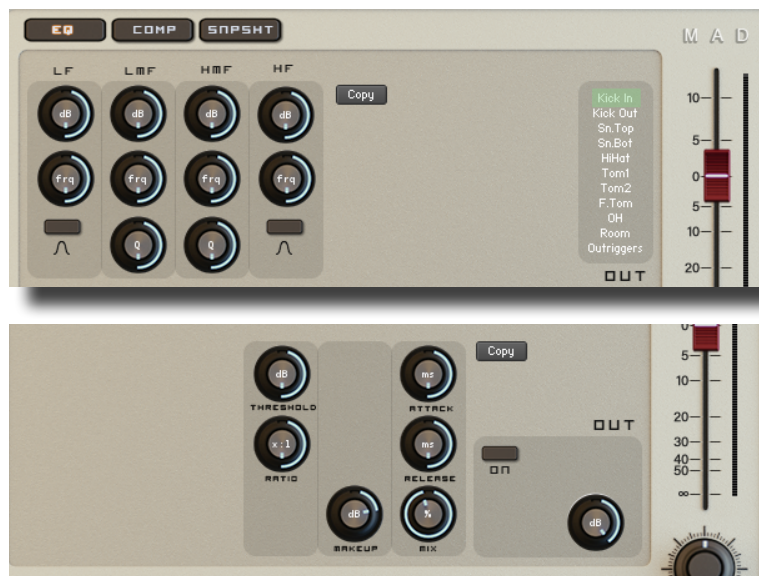 EQ COMP SNPSHT
M A D
LF LMF HMF HF
dB dB dB dB
Copy
frq frq frq frq
Q Q
Kick In
Kick Out
Sn.Top
Sn.Bot
HiHat
Tom1
Tom2
F.Tom
OH
Room
Outriggers
OUT
10
5
0
5
10
20
dB ms
Copy
THRESHOLD ATTACK
x:1 ms
RATIO RELEASE
dB %
MAKEUP MIX
OUT
ON
dB
0
5
10
20
30
40
50
∞